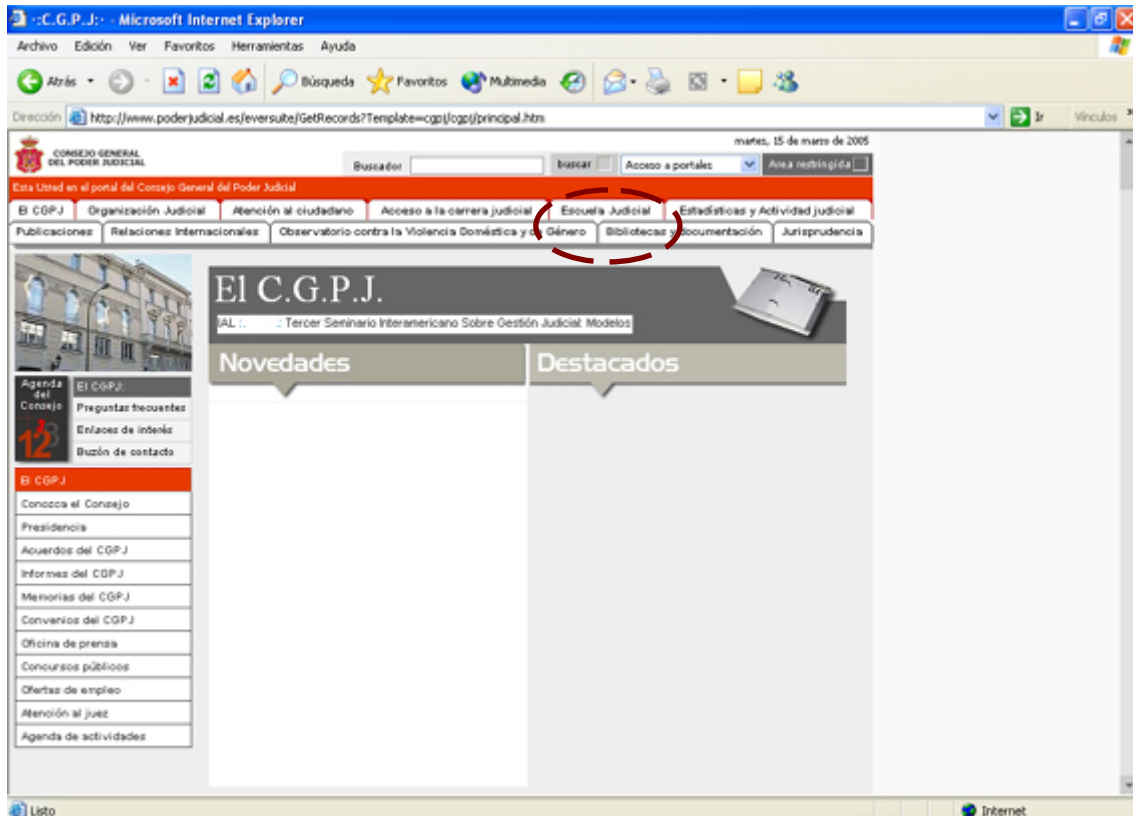 -:C.G.P.J:- - Microsoft Internet Explorer
Archivo Edición Ver Favoritos Herramientas Ayuda
Atrás Búsqueda Favoritos Multimedia
Dirección http://www.poderjudicial.es/eversuite/GetRecords?Template=cgpj/cgpj/principal.htm Ir Vínculos
martes, 15 de marzo de 2005
CONSEJO GENERAL
DEL PODER JUDICIAL
Buscador buscar Acceso a portales Area restringida
Esta Usted en el portal del Consejo General del Poder Judicial
El CGPJ Organización Judicial Atención al ciudadano Acceso a la carrera judicial Escuela Judicial Estadísticas y Actividad judicial
Publicaciones Relaciones Internacionales Observatorio contra la Violencia Doméstica y de Género Bibliotecas y documentación Jurisprudencia
El C.G.P.J.
IAL :. .: Tercer Seminario Interamericano Sobre Gestión Judicial: Modelos
Novedades Destacados
Agenda
del
Consejo
123
El CGPJ:
Preguntas frecuentes
Enlaces de interés
Buzón de contacto
El CGPJ
Conozca el Consejo
Presidencia
Acuerdos del CGPJ
Informes del CGPJ
Memorias del CGPJ
Convenios del CGPJ
Oficina de prensa
Concursos públicos
Ofertas de empleo
Atención al juez
Agenda de actividades
Listo Internet